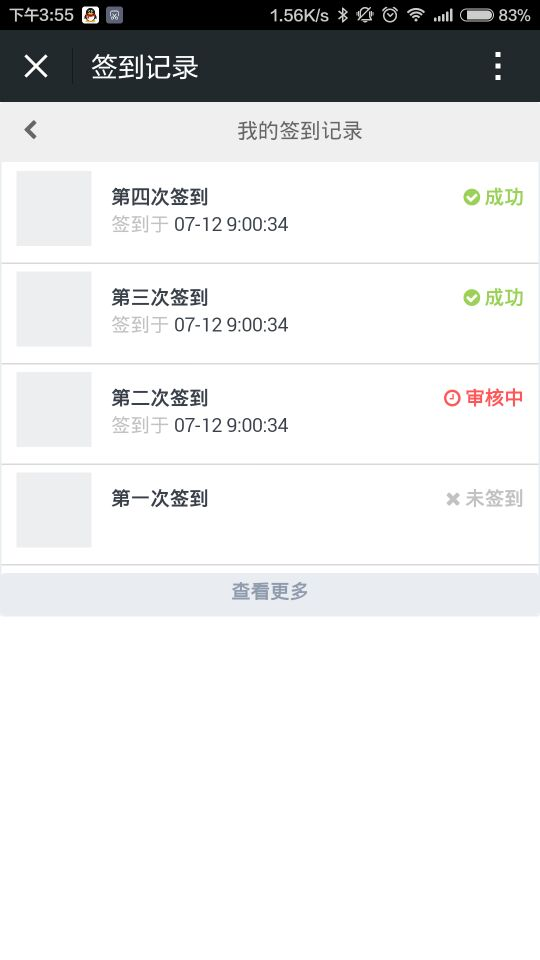 下午3:55 1.56K/s 83%
签到记录
我的签到记录
第四次签到 成功
签到于 07-12 9:00:34
第三次签到 成功
签到于 07-12 9:00:34
第二次签到 审核中
签到于 07-12 9:00:34
第一次签到 未签到
查看更多